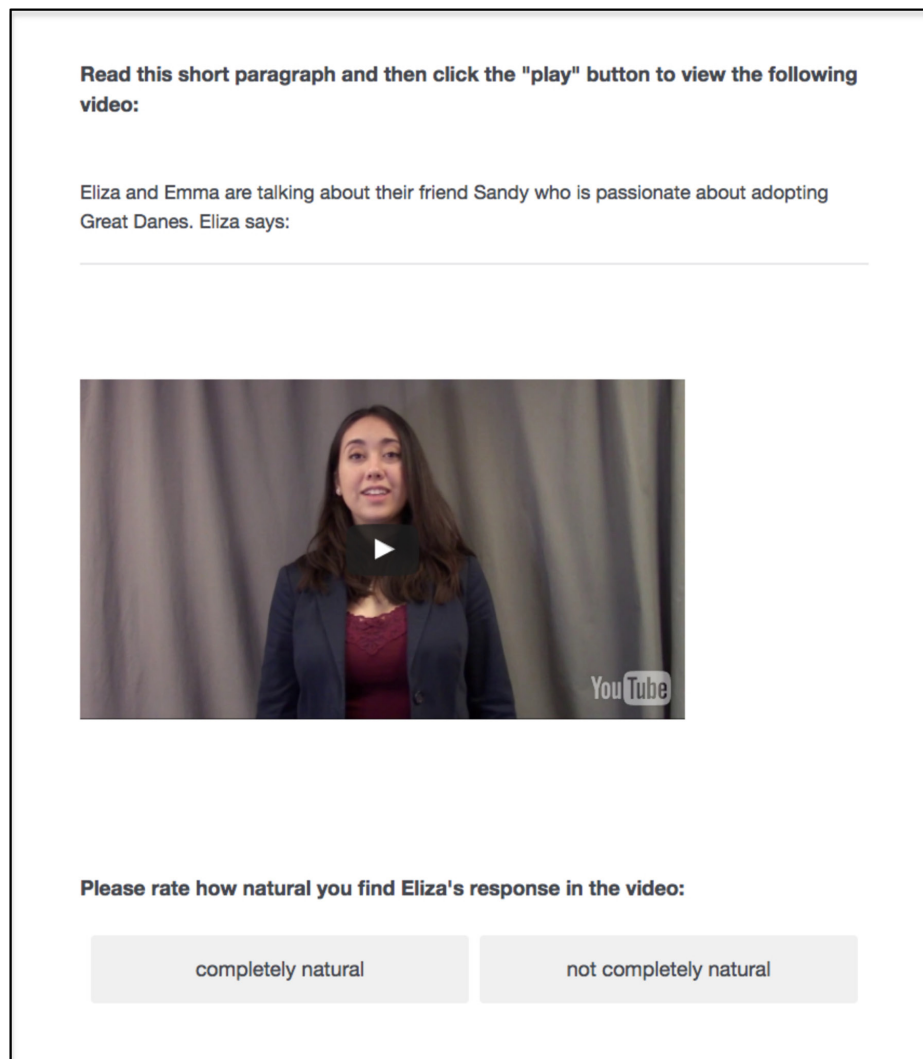 Read this short paragraph and then click the "play" button to view the following
video:
Eliza and Emma are talking about their friend Sandy who is passionate about adopting
Great Danes. Eliza says:
YouTube
Please rate how natural you find Eliza's response in the video:
completely natural
not completely natural